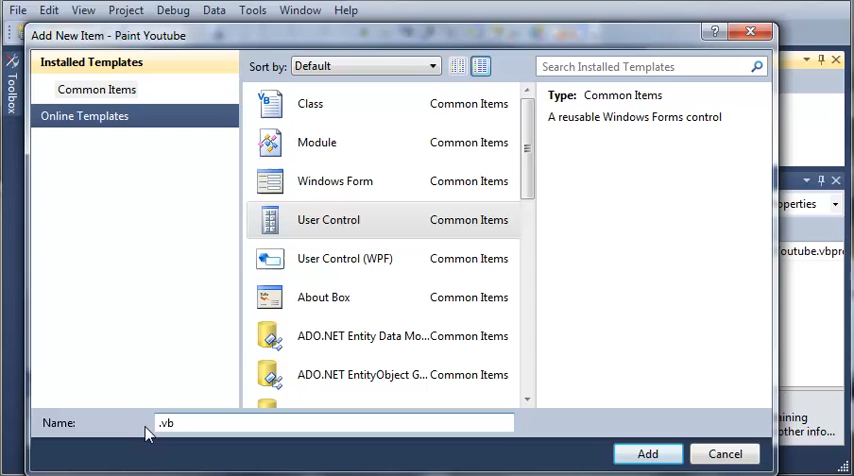 File Edit View Project Debug Data Tools Window Help
Add New Item - Paint Youtube
Installed Templates
Common Items
Online Templates
Sort by: Default
Search Installed Templates
Class Common Items
Module Common Items
Windows Form Common Items
User Control Common Items
User Control (WPF) Common Items
About Box Common Items
ADO.NET Entity Data Mo... Common Items
ADO.NET EntityObject G... Common Items
Type: Common Items
A reusable Windows Forms control
Toolbox
operties
outube.vbpre
aining
other info...
Name: .vb
Add Cancel